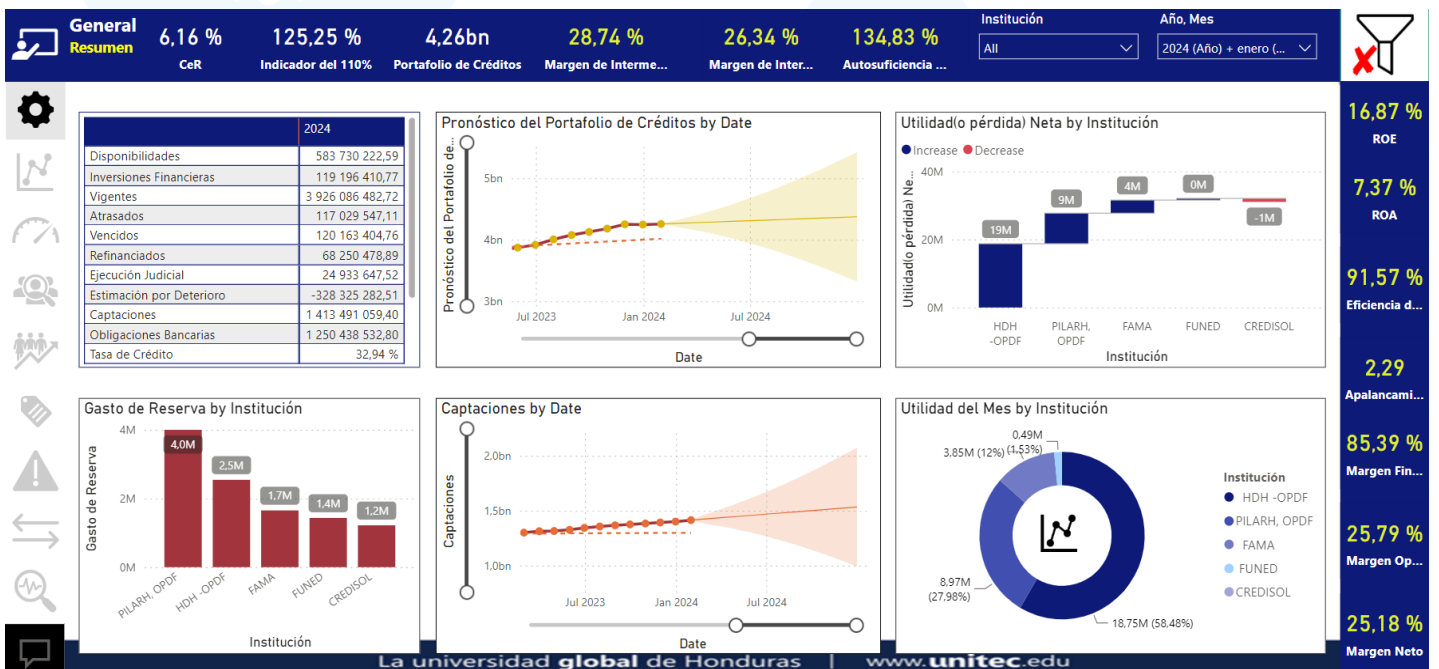 General
Resumen
6,16 %
CeR
125,25 %
Indicador del 110%
4,26bn
Portafolio de Créditos
28,74 %
Margen de Interme...
26,34 %
Margen de Inter...
134,83 %
Autosuficiencia ...
Institución
All
Año, Mes
2024 (Año) + enero (...
2024
Disponibilidades 583 730 222,59
Inversiones Financieras 119 196 410,77
Vigentes 3 926 086 482,72
Atrasados 117 029 547,11
Vencidos 120 163 404,76
Refinanciados 68 250 478,89
Ejecución Judicial 24 933 647,52
Estimación por Deterioro -328 325 282,51
Captaciones 1 413 491 059,40
Obligaciones Bancarias 1 250 438 532,80
Tasa de Crédito 32,94 %
Pronóstico del Portafolio de Créditos by Date
Pronóstico del Portafolio de...
5bn
4bn
3bn
Jul 2023 Jan 2024 Jul 2024
Date
Utilidad(o pérdida) Neta by Institución
Increase Decrease
Utilidad(o pérdida) Ne...
40M
20M
0M
19M
9M
4M
0M
-1M
HDH -OPDF
PILARH, OPDF
FAMA
FUNED
CREDISOL
Institución
Gasto de Reserva by Institución
Gasto de Reserva
4M
2M
0M
4,0M
2,5M
1,7M
1,4M
1,2M
PILARH, OPDF
HDH -OPDF
FAMA
FUNED
CREDISOL
Institución
Captaciones by Date
Captaciones
2,0bn
1,5bn
1,0bn
Jul 2023 Jan 2024 Jul 2024
Date
Utilidad del Mes by Institución
0,49M
(1.53%)
3,85M (12%)
8,97M
(27.98%)
18,75M (58.48%)
Institución
HDH -OPDF
PILARH, OPDF
FAMA
FUNED
CREDISOL
16,87 %
ROE
7,37 %
ROA
91,57 %
Eficiencia d...
2,29
Apalancami...
85,39 %
Margen Fin...
25,79 %
Margen Op...
25,18 %
Margen Neto
La universidad global de Honduras | www.unitec.edu